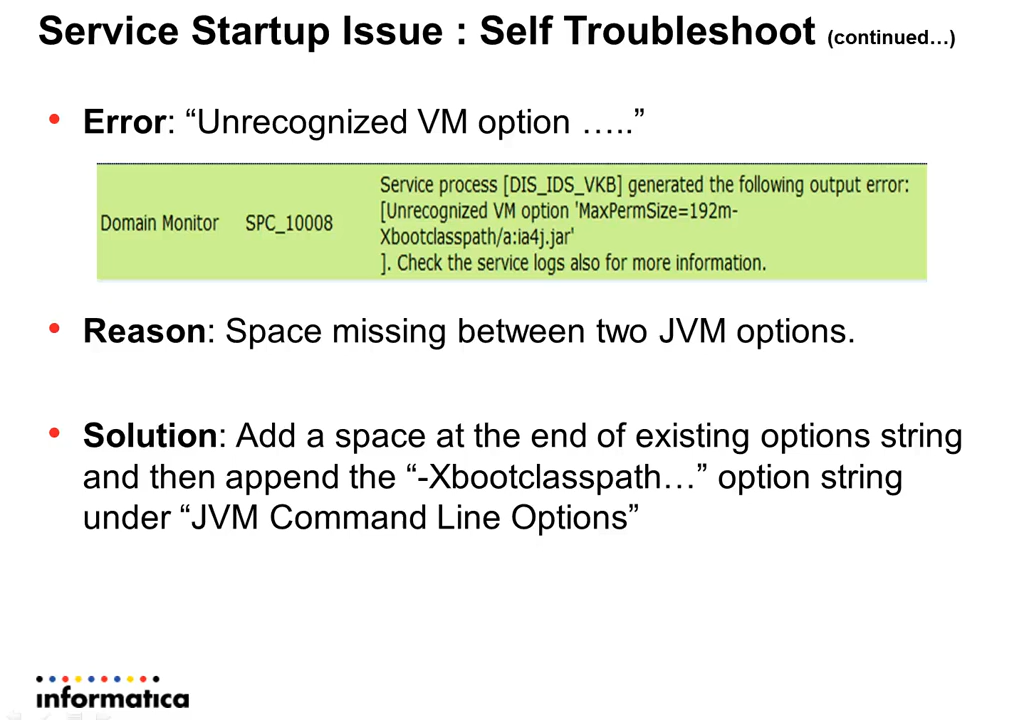 Service Startup Issue : Self Troubleshoot (continued…)
• Error: “Unrecognized VM option …..”
Service process [DIS_IDS_VKB] generated the following output error:
Domain Monitor SPC_10008 [Unrecognized VM option 'MaxPermSize=192m-
Xbootclasspath/a:ia4j.jar'
]. Check the service logs also for more information.
• Reason: Space missing between two JVM options.
• Solution: Add a space at the end of existing options string
and then append the “-Xbootclasspath…” option string
under “JVM Command Line Options”
informatica